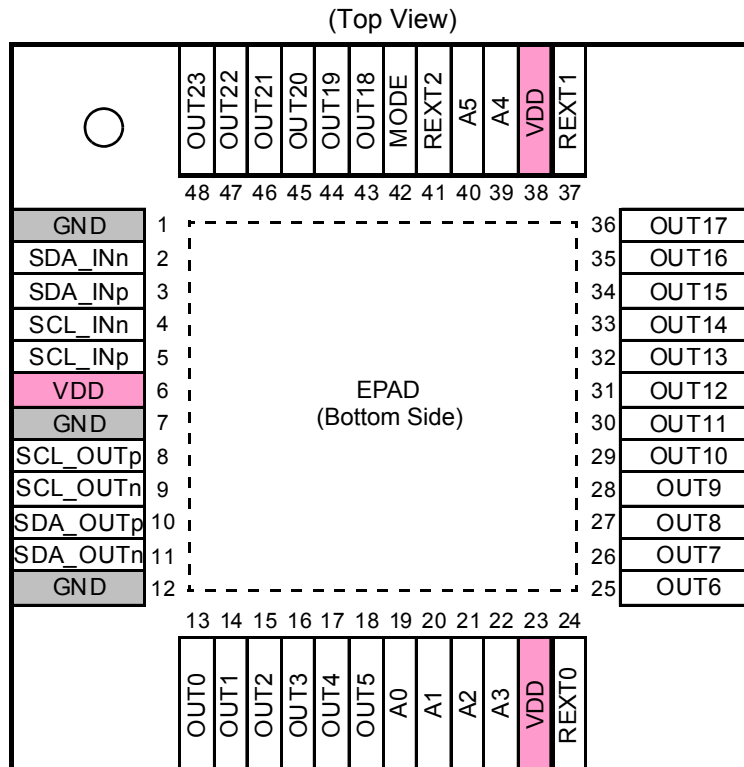 (Top View)
OUT23 OUT22 OUT21 OUT20 OUT19 OUT18 MODE REXT2 A5 A4 VDD REXT1
48 47 46 45 44 43 42 41 40 39 38 37
GND 1 36 OUT17
SDA_INn 2 35 OUT16
SDA_INp 3 34 OUT15
SCL_INn 4 33 OUT14
SCL_INp 5 32 OUT13
VDD 6 EPAD 31 OUT12
GND 7 (Bottom Side) 30 OUT11
SCL_OUTp 8 29 OUT10
SCL_OUTn 9 28 OUT9
SDA_OUTp 10 27 OUT8
SDA_OUTn 11 26 OUT7
GND 12 25 OUT6
13 14 15 16 17 18 19 20 21 22 23 24
OUT0 OUT1 OUT2 OUT3 OUT4 OUT5 A0 A1 A2 A3 VDD REXT0